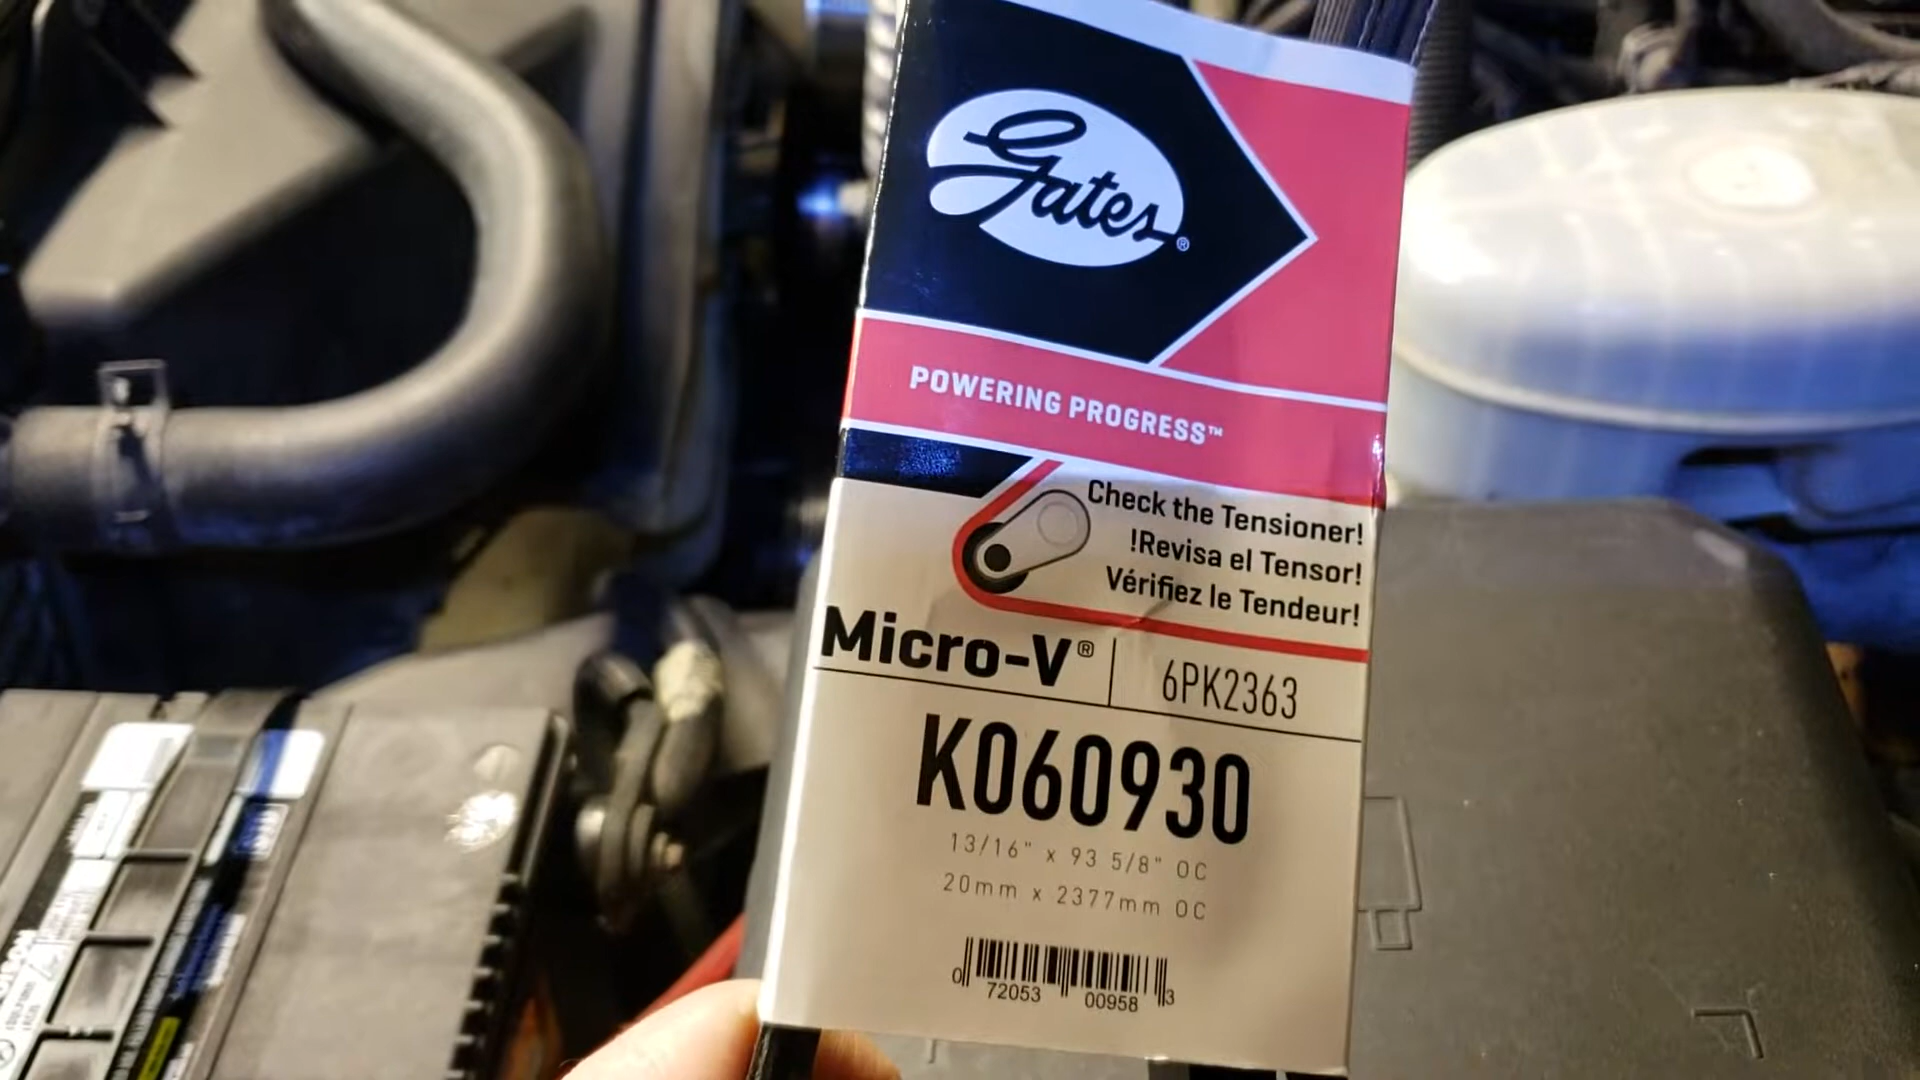 Gates®
POWERING PROGRESS™
Check the Tensioner!
!Revisa el Tensor!
Vérifiez le Tendeur!
Micro-V® 6PK2363
K060930
13/16" x 93 5/8" OC
20mm x 2377mm OC
0 72053 00958 3